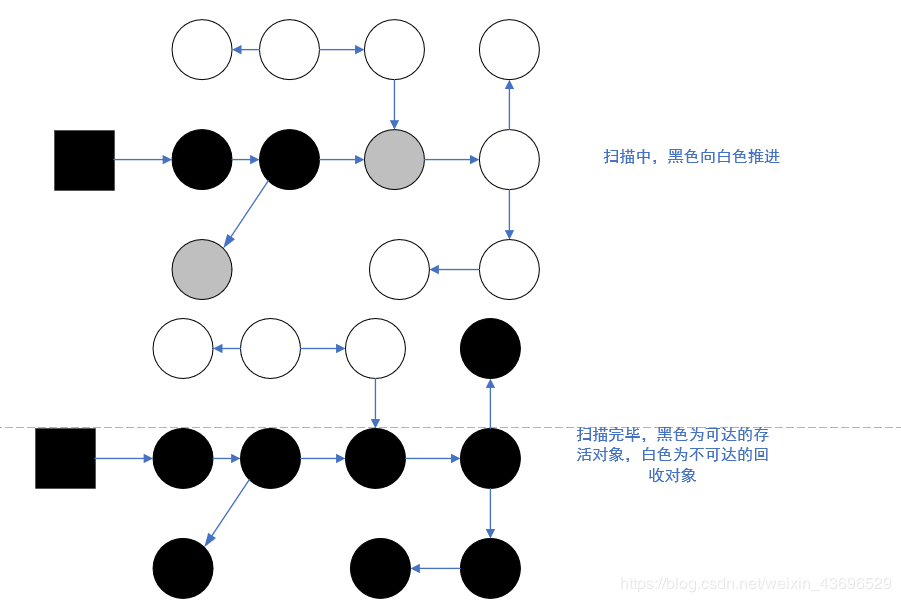 扫描中，黑色向白色推进
扫描完毕，黑色为可达的存
活对象，白色为不可达的回
收对象
https://blog.csdn.net/weixin_43696529